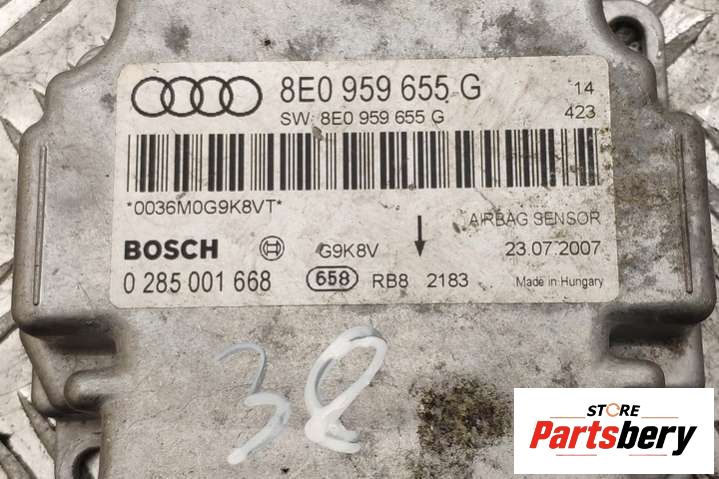 8E0 959 655 G 14
SW: 8E0 959 655 G 423
*0036M0G9K8VT*
AIRBAG SENSOR
BOSCH G9K8V 23.07.2007
0 285 001 668 658 RB8 2183 Made in Hungary
38
STORE
Partsbery